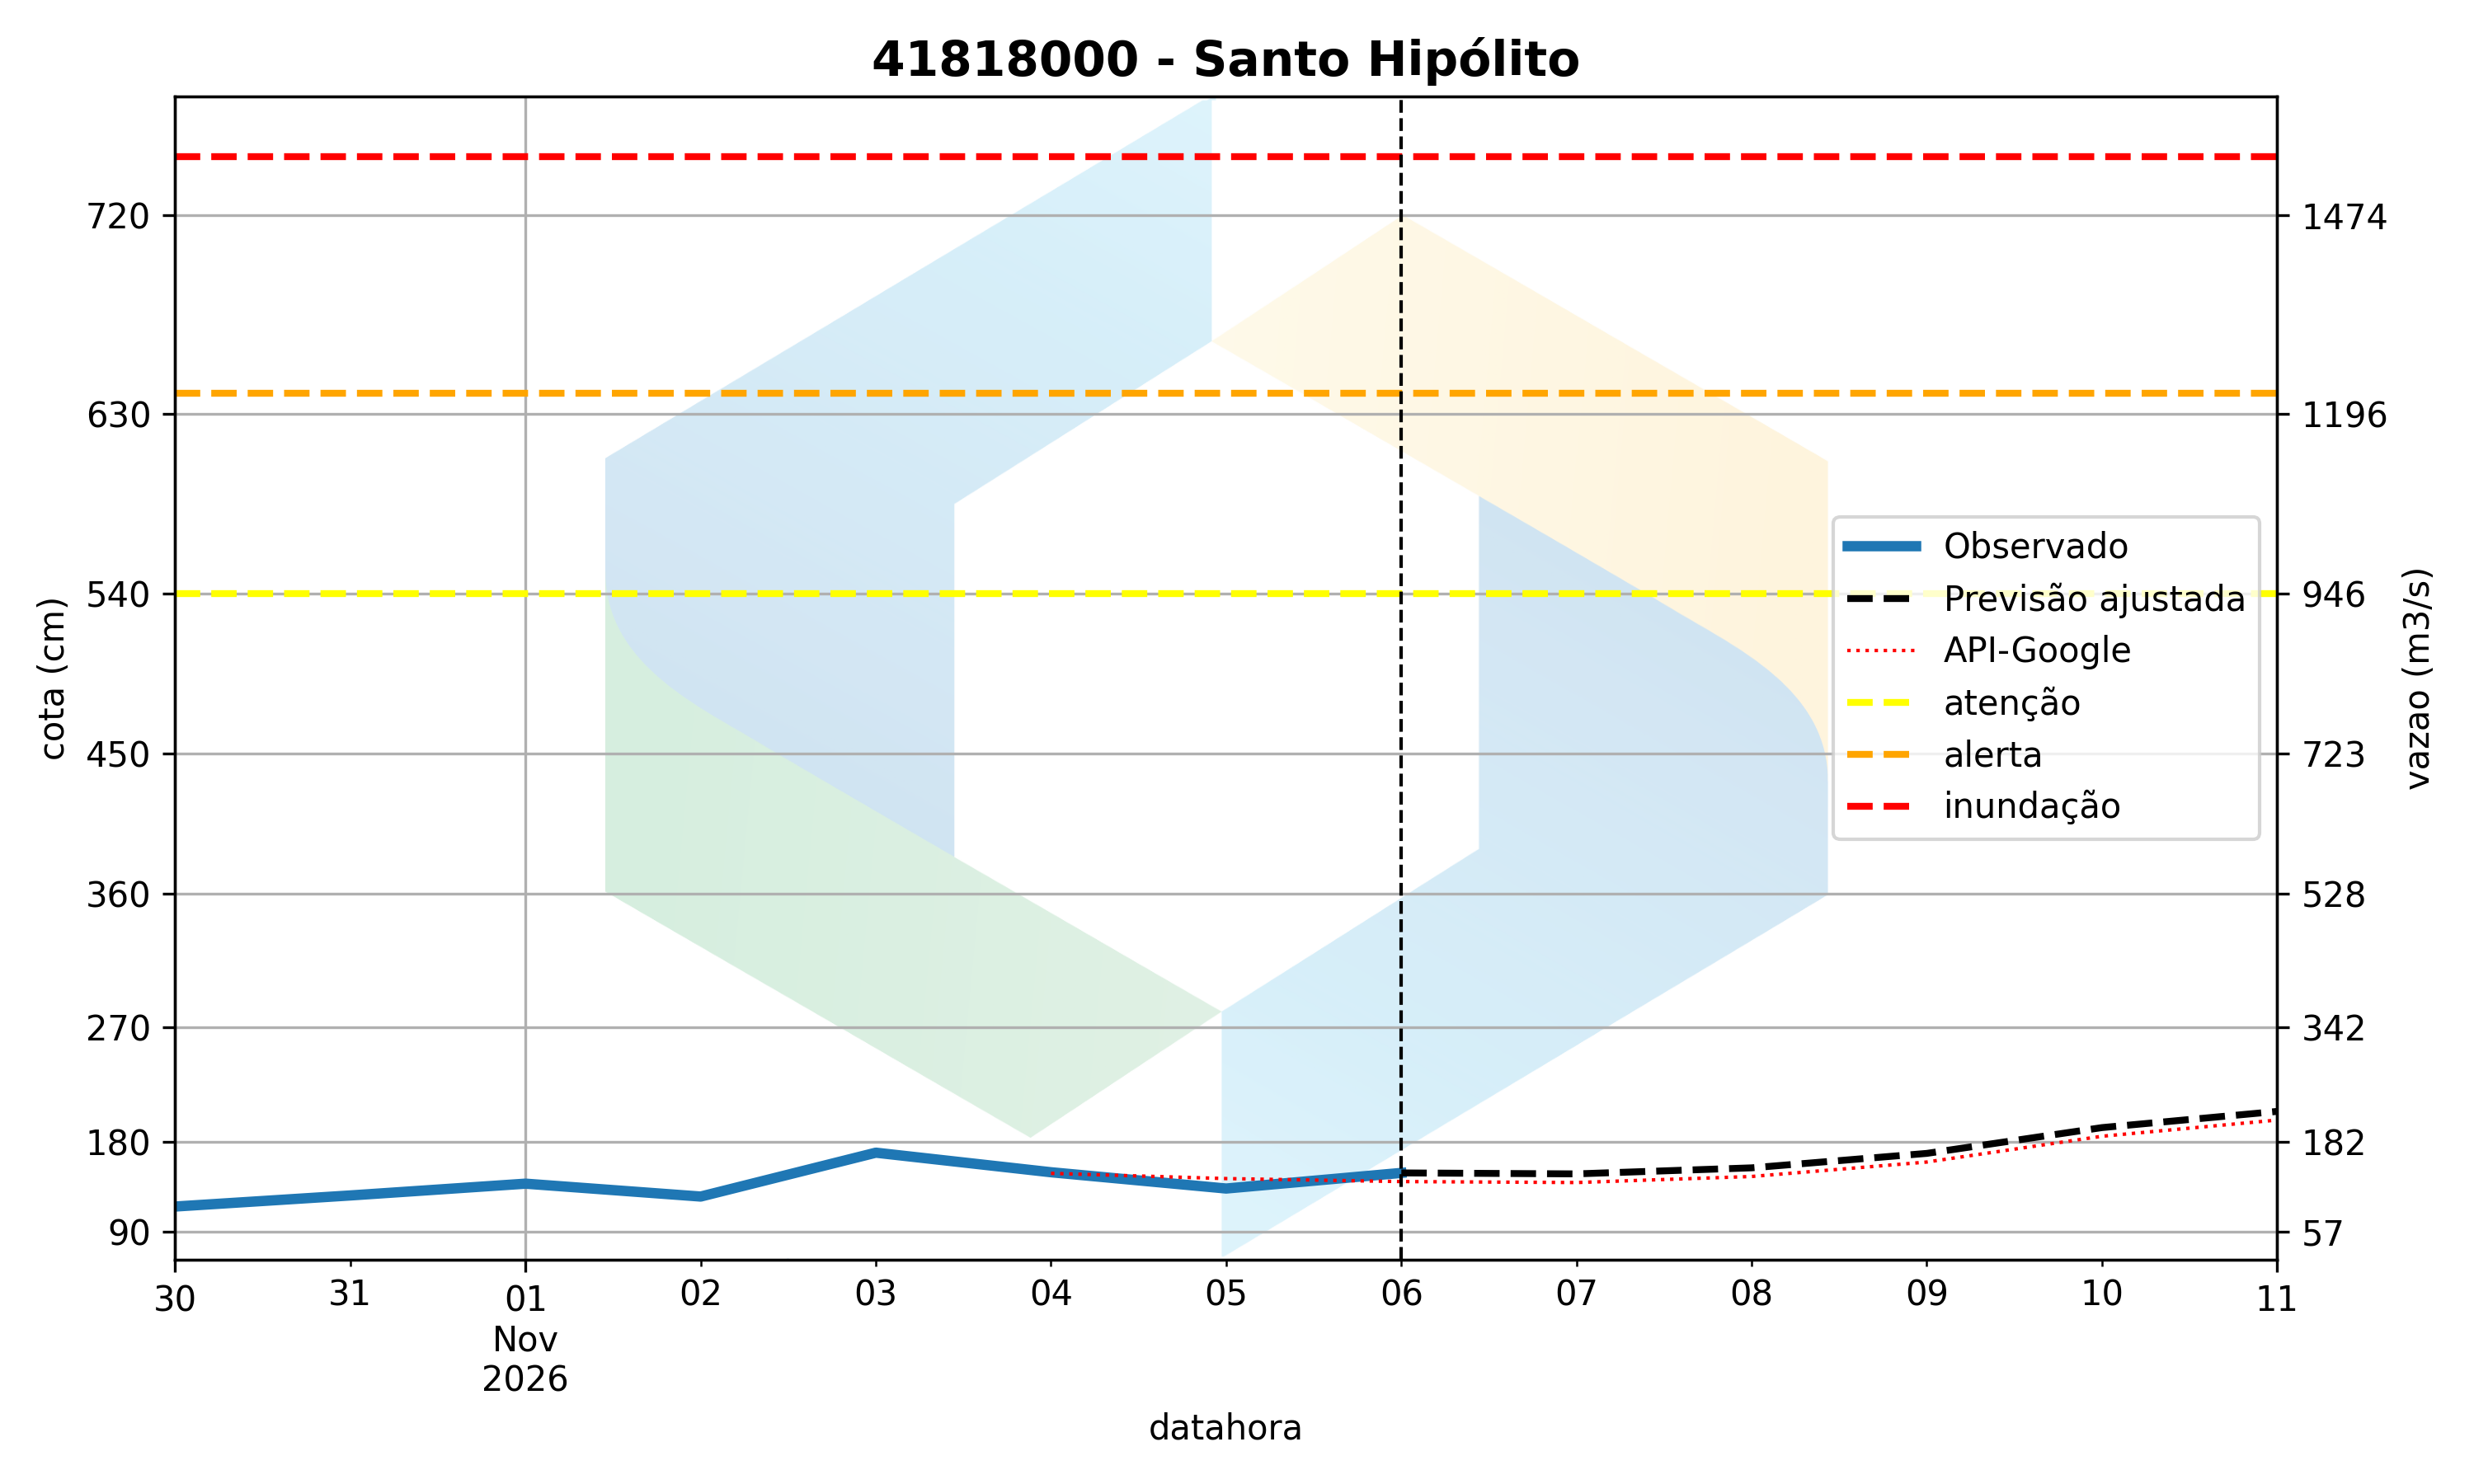 41818000 - Santo Hipólito
720
630
540
450
360
270
180
90
cota (cm)
1474
1196
946
723
528
342
182
57
vazao (m3/s)
Observado
Previsão ajustada
API-Google
atenção
alerta
inundação
30 31 01 02 03 04 05 06 07 08 09 10 11
Nov
2026
datahora